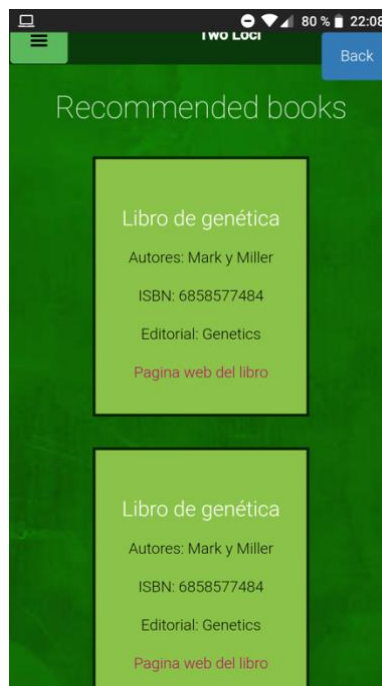 80 % 22:08
Two Loci
Back
Recommended books
Libro de genética
Autores: Mark y Miller
ISBN: 6858577484
Editorial: Genetics
Pagina web del libro
Libro de genética
Autores: Mark y Miller
ISBN: 6858577484
Editorial: Genetics
Pagina web del libro